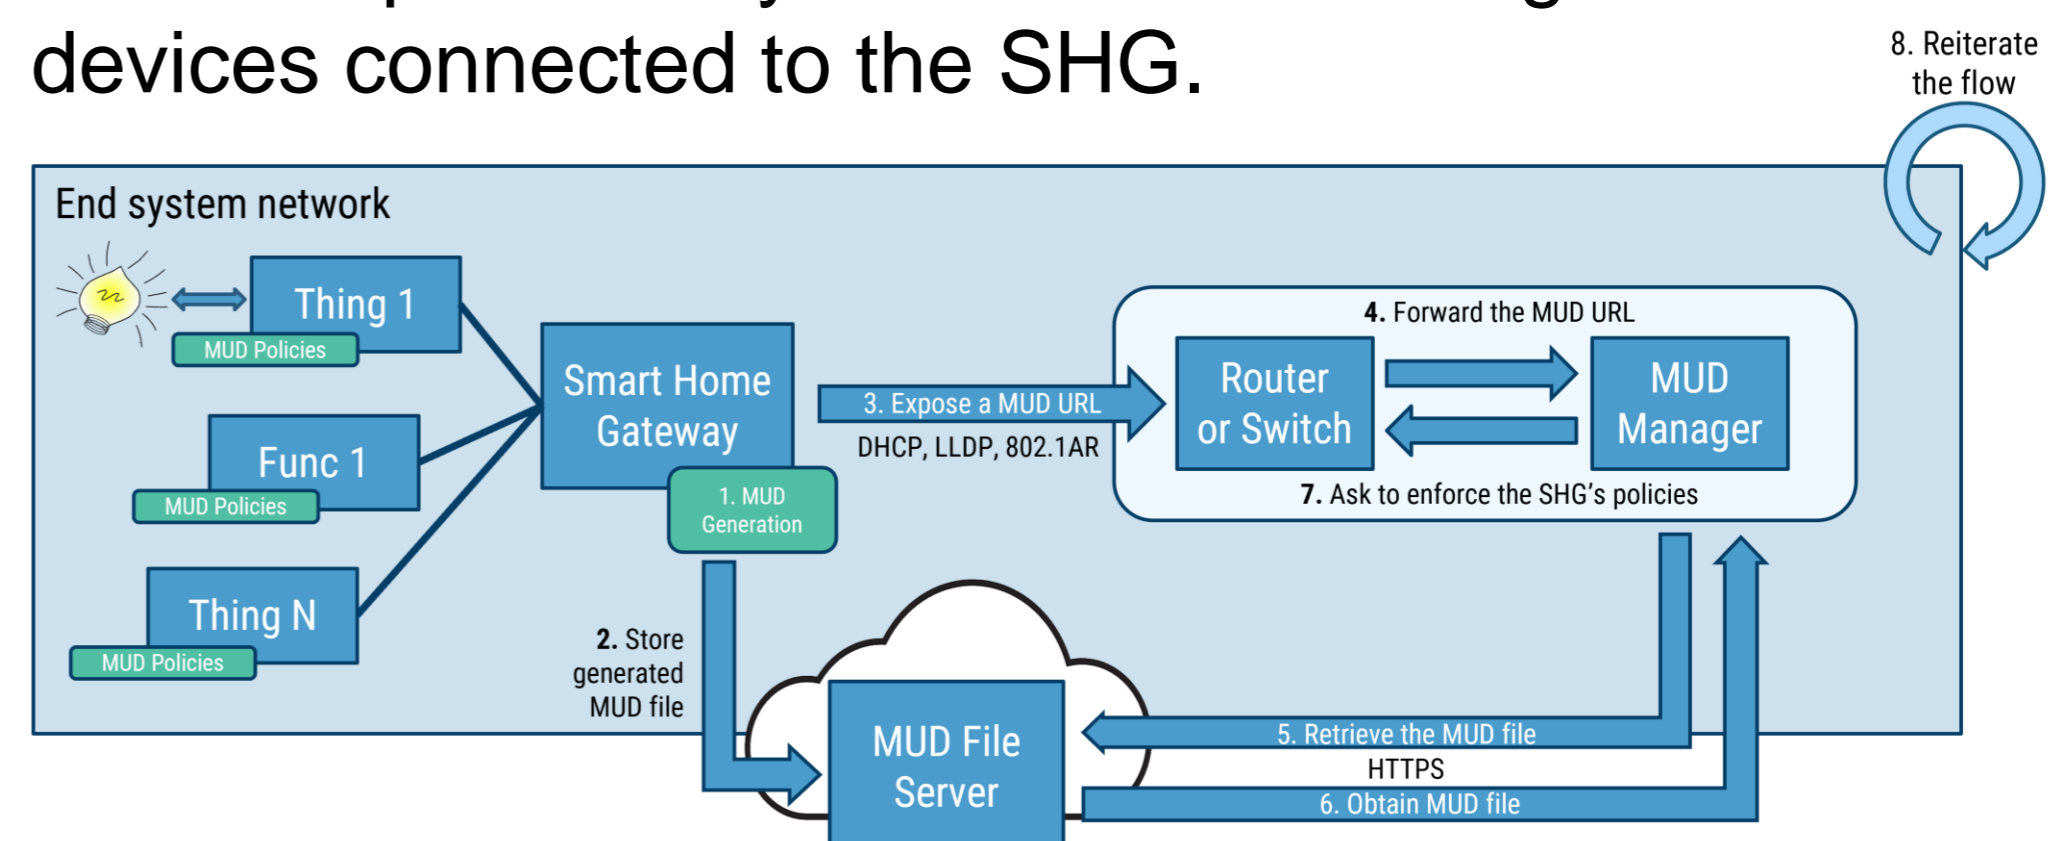 devices connected to the SHG.
8. Reiterate
the flow
End system network
Thing 1
MUD Policies
Func 1
MUD Policies
Thing N
MUD Policies
Smart Home
Gateway
1. MUD
Generation
2. Store
generated
MUD file
3. Expose a MUD URL
DHCP, LLDP, 802.1AR
4. Forward the MUD URL
Router
or Switch
MUD
Manager
7. Ask to enforce the SHG's policies
MUD File
Server
5. Retrieve the MUD file
HTTPS
6. Obtain MUD file